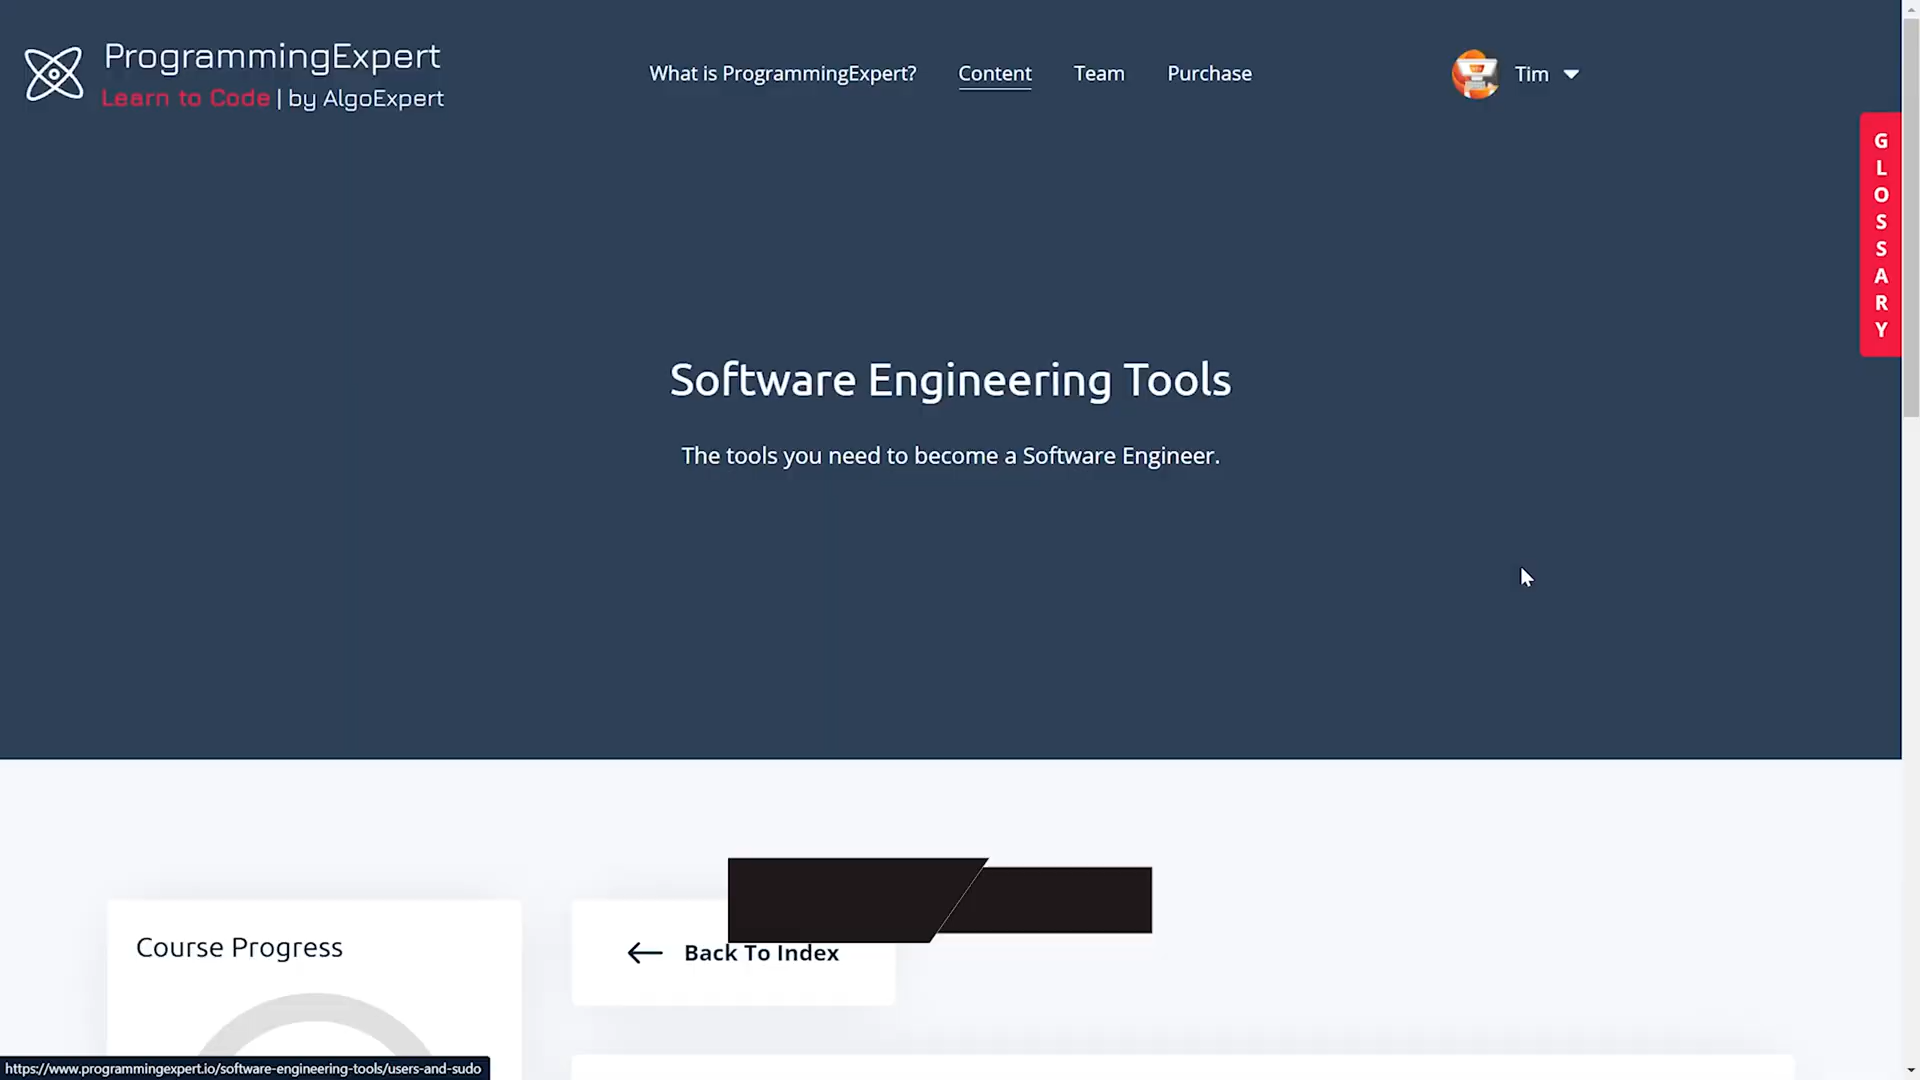 ProgrammingExpert
Learn to Code | by AlgoExpert
What is ProgrammingExpert?
Content
Team
Purchase
Tim
GLOSSARY
Software Engineering Tools
The tools you need to become a Software Engineer.
Course Progress
Back To Index
https://www.programmingexpert.io/software-engineering-tools/users-and-sudo